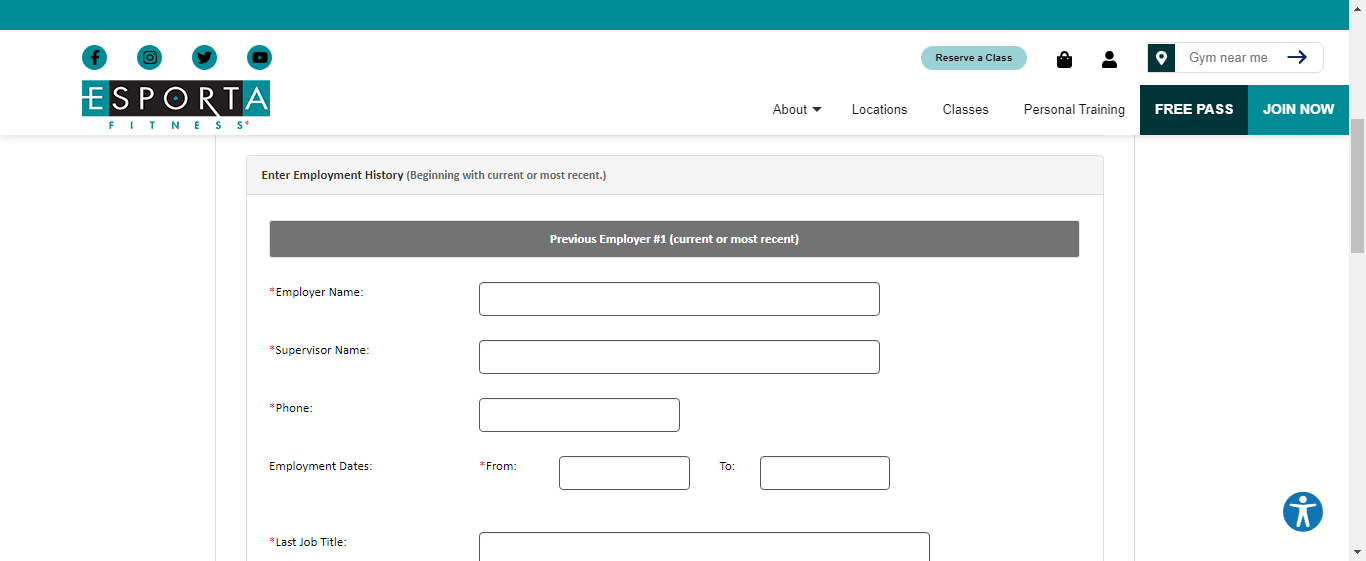 Reserve a Class
Gym near me
ESPORTA
FITNESS®
About
Locations
Classes
Personal Training
FREE PASS
JOIN NOW
Enter Employment History (Beginning with current or most recent.)
Previous Employer #1 (current or most recent)
*Employer Name:
*Supervisor Name:
*Phone:
Employment Dates: *From: To:
*Last Job Title: